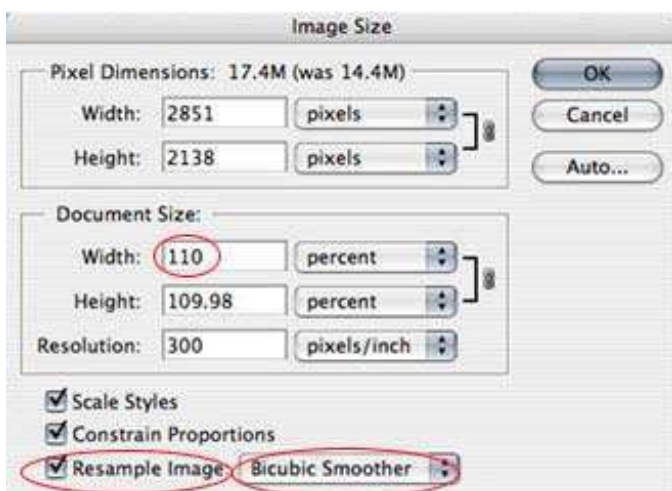 Image Size
Pixel Dimensions: 17.4M (was 14.4M)
OK
Width: 2851 pixels
Cancel
Height: 2138 pixels
Auto...
Document Size:
Width: 110 percent
Height: 109.98 percent
Resolution: 300 pixels/inch
Scale Styles
Constrain Proportions
Resample Image Bicubic Smoother